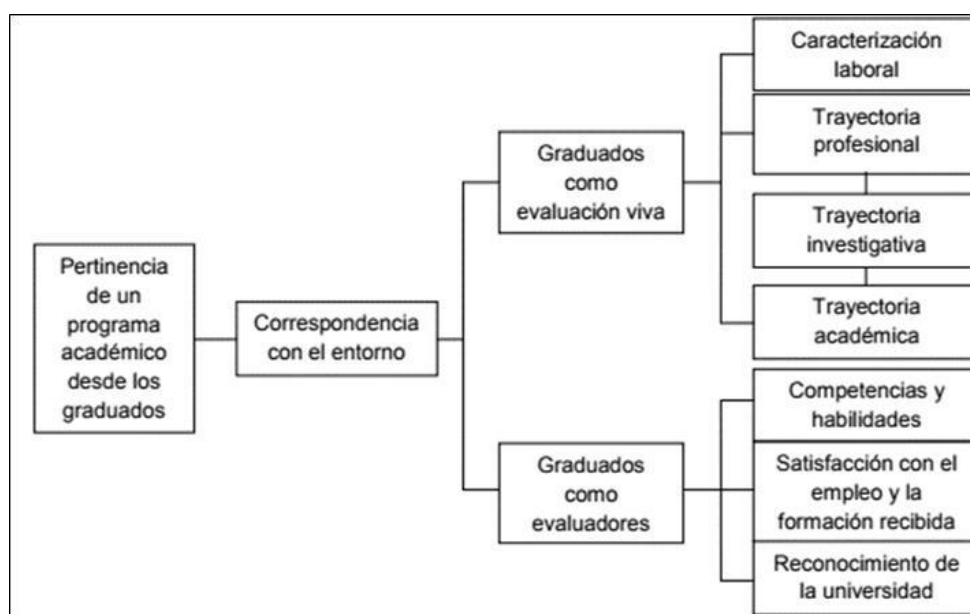 Pertinencia
de un
programa
académico
desde los
graduados
Correspondencia
con el entorno
Graduados
como
evaluación viva
Caracterización
laboral
Trayectoria
profesional
Trayectoria
investigativa
Trayectoria
académica
Graduados
como
evaluadores
Competencias y
habilidades
Satisfacción con el
empleo y la
formación recibida
Reconocimiento de
la universidad